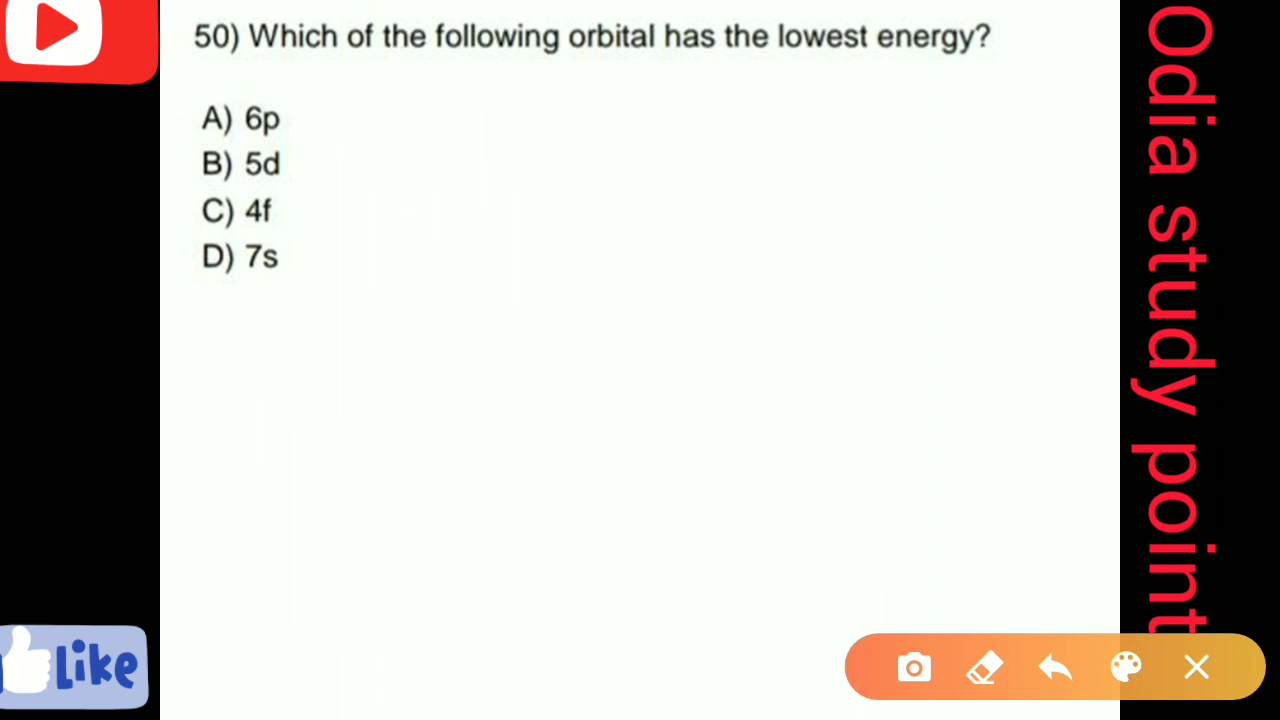 50) Which of the following orbital has the lowest energy?
A) 6p
B) 5d
C) 4f
D) 7s
Odia study point
Like